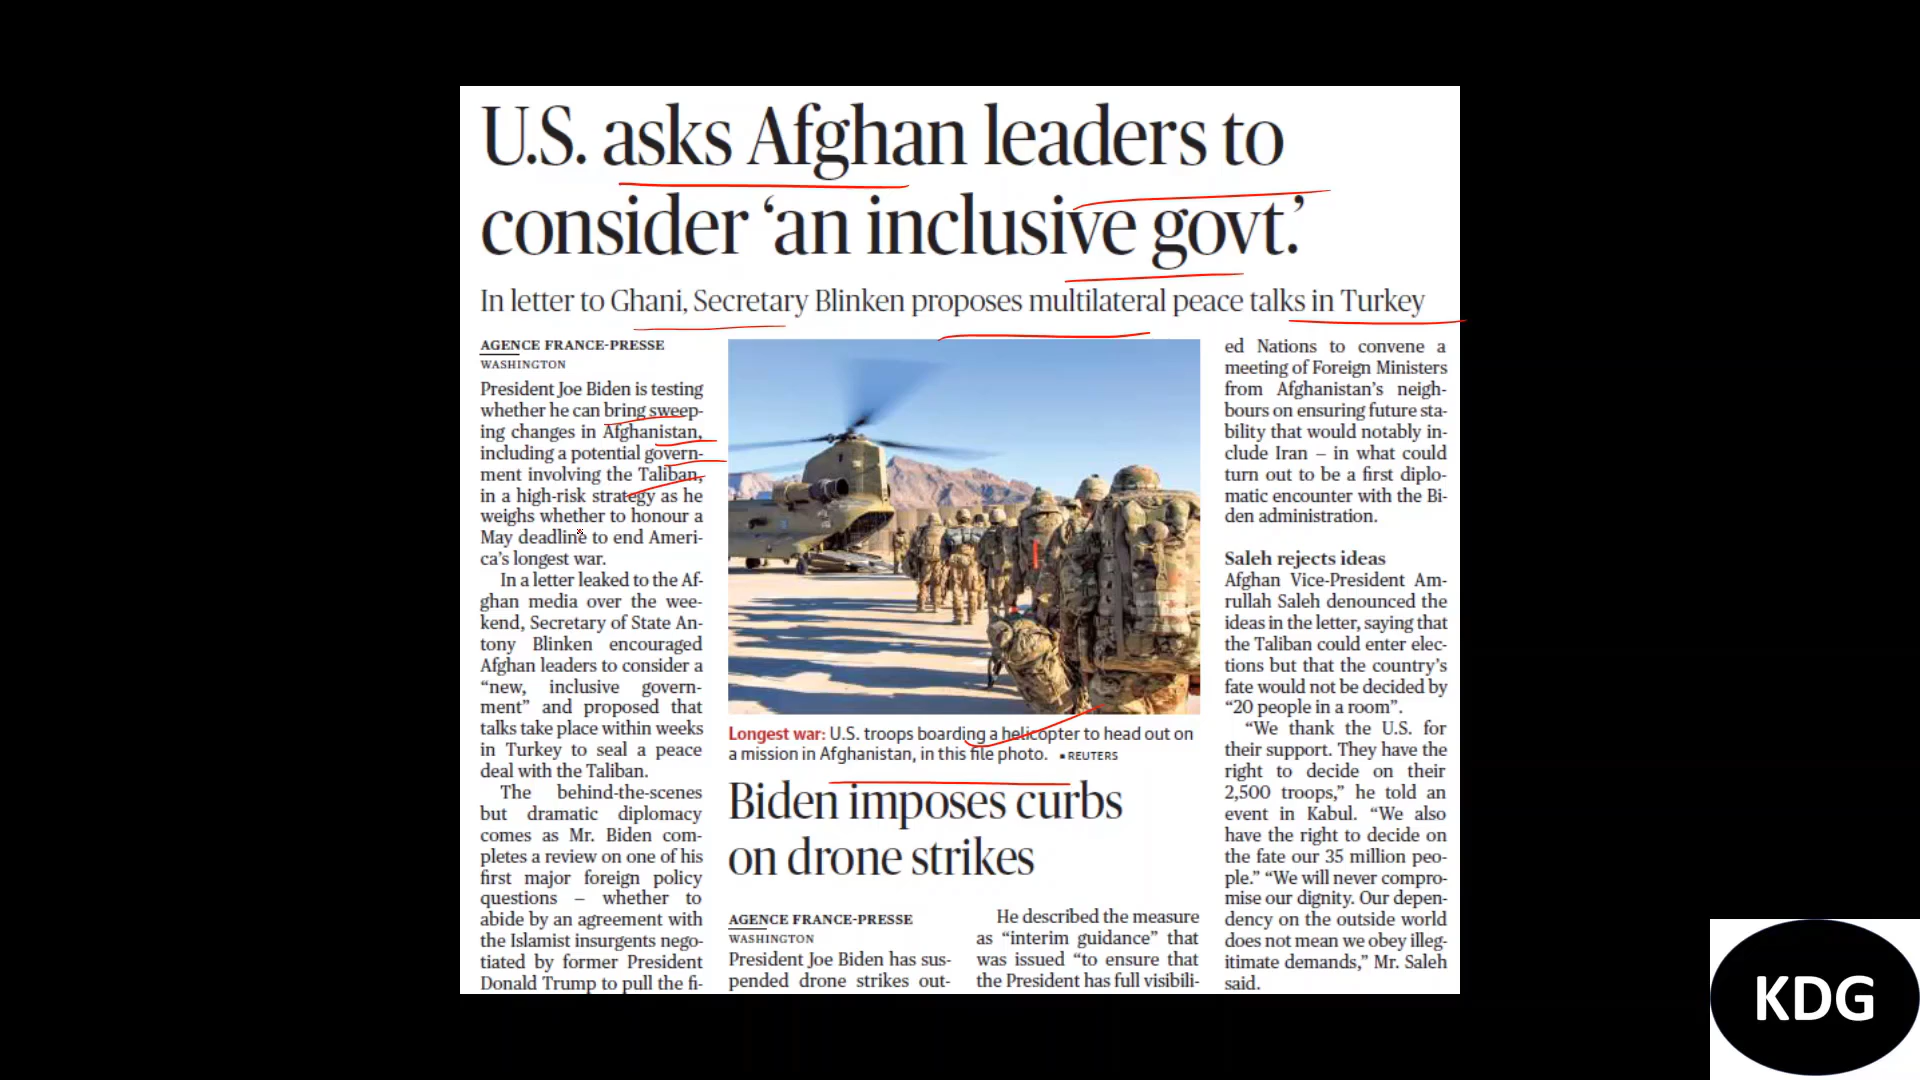 U.S. asks Afghan leaders to
consider ‘an inclusive govt.’
In letter to Ghani, Secretary Blinken proposes multilateral peace talks in Turkey
AGENCE FRANCE-PRESSE
WASHINGTON
President Joe Biden is testing
whether he can bring sweep-
ing changes in Afghanistan,
including a potential govern-
ment involving the Taliban,
in a high-risk strategy as he
weighs whether to honour a
May deadline to end Ameri-
ca’s longest war.
In a letter leaked to the Af-
ghan media over the wee-
kend, Secretary of State An-
tony Blinken encouraged
Afghan leaders to consider a
“new, inclusive govern-
ment” and proposed that
talks take place within weeks
in Turkey to seal a peace
deal with the Taliban.
The behind-the-scenes
but dramatic diplomacy
comes as Mr. Biden com-
pletes a review on one of his
first major foreign policy
questions – whether to
abide by an agreement with
the Islamist insurgents nego-
tiated by former President
Donald Trump to pull the fi-
Longest war: U.S. troops boarding a helicopter to head out on
a mission in Afghanistan, in this file photo. ▪ REUTERS
Biden imposes curbs
on drone strikes
AGENCE FRANCE-PRESSE
WASHINGTON
President Joe Biden has sus-
pended drone strikes out-
He described the measure
as “interim guidance” that
was issued “to ensure that
the President has full visibili-
ed Nations to convene a
meeting of Foreign Ministers
from Afghanistan’s neigh-
bours on ensuring future sta-
bility that would notably in-
clude Iran – in what could
turn out to be a first diplo-
matic encounter with the Bi-
den administration.
Saleh rejects ideas
Afghan Vice-President Am-
rullah Saleh denounced the
ideas in the letter, saying that
the Taliban could enter elec-
tions but that the country’s
fate would not be decided by
“20 people in a room”.
“We thank the U.S. for
their support. They have the
right to decide on their
2,500 troops,” he told an
event in Kabul. “We also
have the right to decide on
the fate our 35 million peo-
ple.” “We will never compro-
mise our dignity. Our depen-
dency on the outside world
does not mean we obey illeg-
itimate demands,” Mr. Saleh
said.
KDG